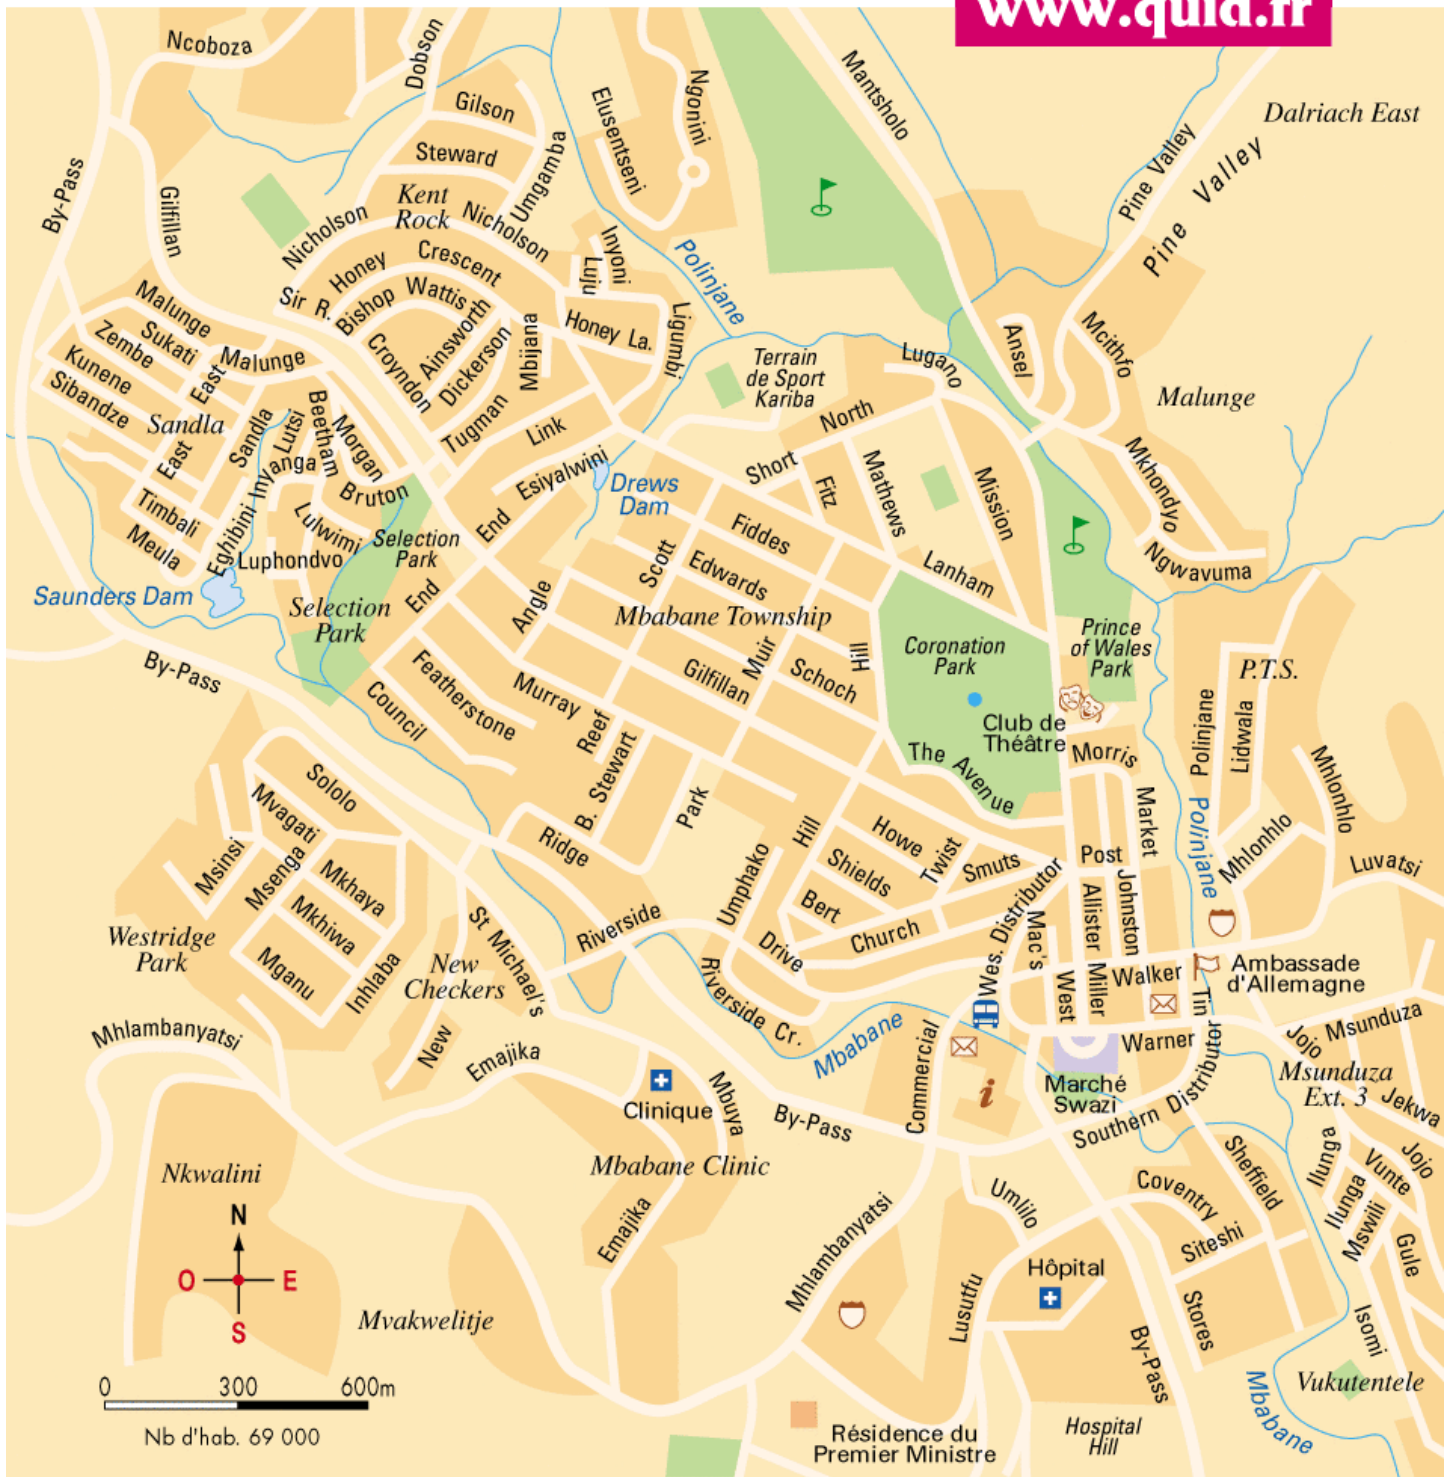 www.quid.fr
Ncoboza
Dobson
Gilson
Steward
Umgamba
Elusentseni
Ngonini
Mantsholo
Dalriach East
Pine Valley
Pine Valley
By-Pass
Gilfillan
Kent
Rock
Nicholson
Nicholson
Honey
Crescent
Inyoni
Luju
Polinjane
Sir R.
Bishop
Wattis
Ainsworth
Croyndon
Dickerson
Mbijana
Tugman
Honey La.
Ligumbi
Malunge
Sukati
Zembe
Kunene
Sibandze
Malunge
East
Sandla
East
Sandla
Lutsi
Beetham
Morgan
Inyanga
Bruton
Timbali
Meula
Eghibini
Lulwimi
Luphondvo
Selection
Park
Selection
Park
Saunders Dam
By-Pass
Link
Esiyalwini
End
End
Drews
Dam
Terrain
de Sport
Kariba
Lugano
Ansel
Mcithfo
Malunge
North
Short
Fitz
Mathews
Mission
Mkhondyo
Ngwavuma
Lanham
Fiddes
Scott
Edwards
Angle
Mbabane Township
Muir
Gilfillan
Schoch
Hill
Coronation
Park
Prince
of Wales
Park
P.T.S.
Club de
Théâtre
The Avenue
Morris
Market
Polinjane
Lidwala
Polinjane
Mhlonhlo
Mhlonhlo
Luvatsi
Featherstone
Council
Murray
Reef
B. Stewart
Park
Ridge
Sololo
Mvagati
Msinsi
Msenga
Mkhaya
Mkhiwa
Mganu
Inhlaba
Westridge
Park
New
Checkers
New
St Michael's
Riverside
Umphako
Hill
Howe
Shields
Twist
Smuts
Bert
Church
Drive
Riverside Cr.
Wes. Distributor
Mac's
Post
Allister
Miller
Johnston
West
Walker
Tin
Warner
Ambassade
d'Allemagne
Mbabane
Commercial
Marché
Swazi
Southern Distributor
Jojo
Msunduza
Msunduza
Ext. 3
Jekwa
Jojo
Mhlambanyatsi
Emajika
Clinique
Mbuya
By-Pass
Mbabane Clinic
Emajika
Nkwalini
Mvakwelitje
Mhlambanyatsi
Umlilo
Hôpital
Lusutfu
Coventry
Sheffield
Siteshi
Stores
By-Pass
Ilunga
Ilunga
Vunte
Mswili
Gule
Isomi
Vukutentele
Mbabane
Hospital
Hill
Résidence du
Premier Ministre
N
O
E
S
0 300 600m
Nb d'hab. 69 000